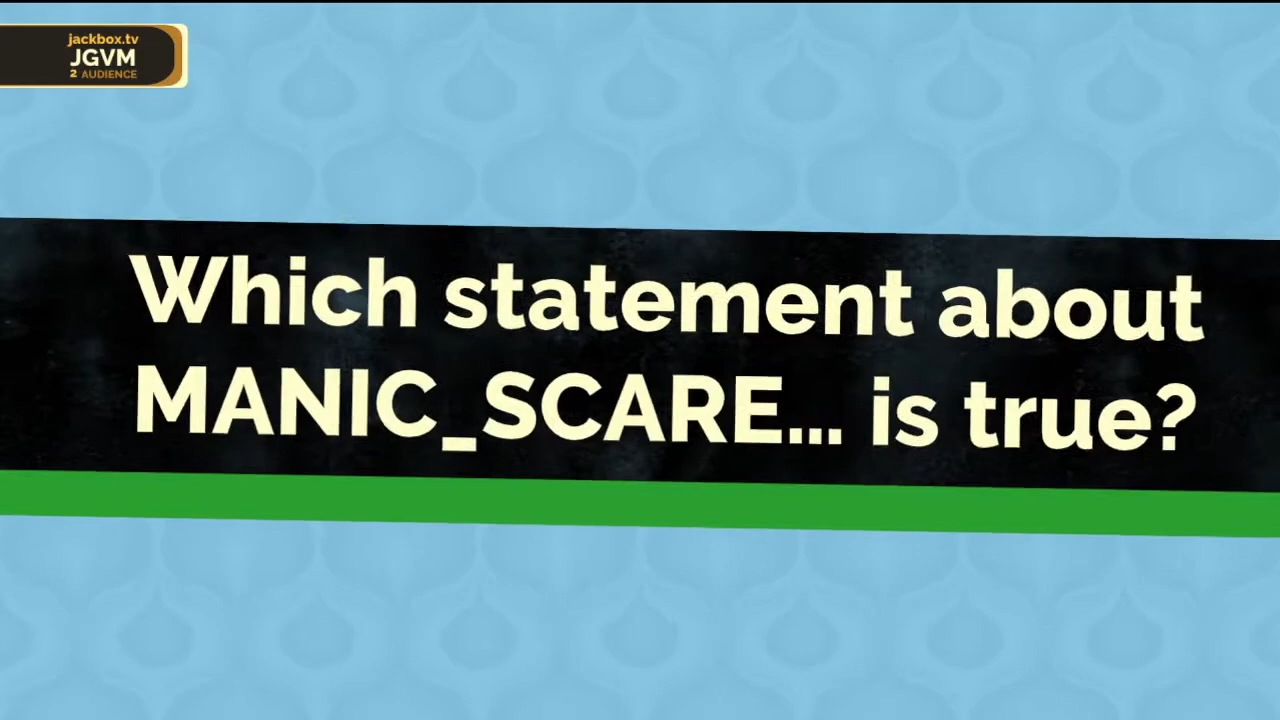 jackbox.tv
JGVM
2 AUDIENCE
Which statement about
MANIC_SCARE... is true?